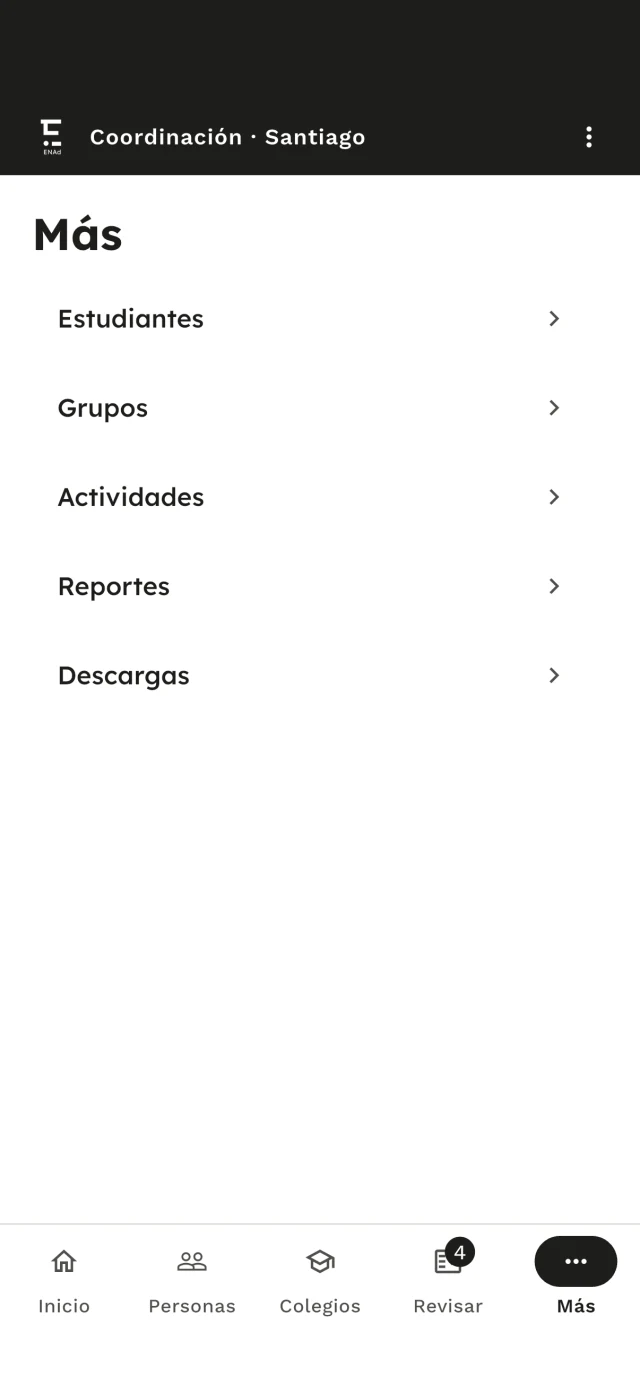 ENAd
Coordinación · Santiago
Más
Estudiantes
Grupos
Actividades
Reportes
Descargas
4
Inicio
Personas
Colegios
Revisar
Más